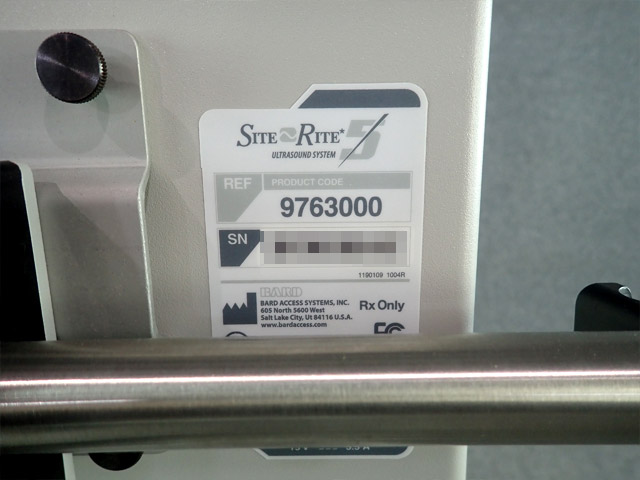 SITE~RITE* 5
ULTRASOUND SYSTEM
REF PRODUCT CODE
9763000
SN
1190109 1004R
BARD
BARD ACCESS SYSTEMS, INC.
605 North 5600 West
Salt Lake City, Ut 84116 U.S.A.
www.bardaccess.com
Rx Only
FC